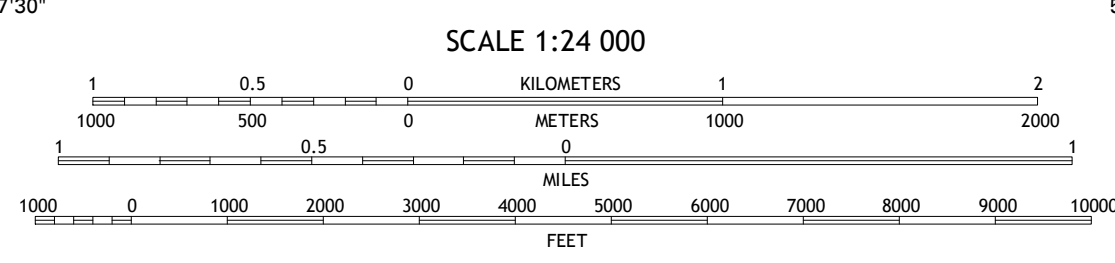 7'30"
5
SCALE 1:24 000
1 0.5 0 KILOMETERS 1 2
1000 500 0 METERS 1000 2000
1 0.5 0 1
MILES
1000 0 1000 2000 3000 4000 5000 6000 7000 8000 9000 10000
FEET